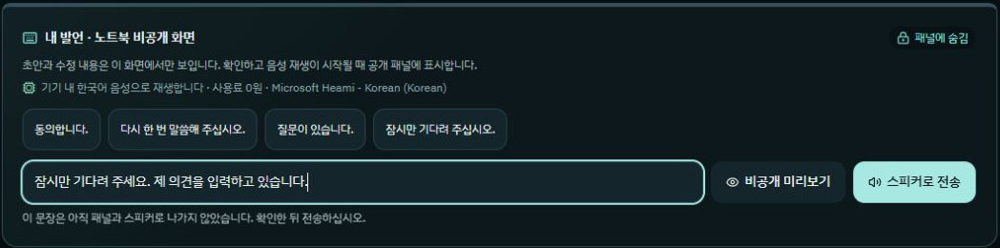 내 발언 · 노트북 비공개 화면
패널에 숨김
초안과 수정 내용은 이 화면에서만 보입니다. 확인하고 음성 재생이 시작될 때 공개 패널에 표시합니다.
기기 내 한국어 음성으로 재생합니다 · 사용료 0원 · Microsoft Heami - Korean (Korean)
동의합니다.
다시 한 번 말씀해 주십시오.
질문이 있습니다.
잠시만 기다려 주십시오.
잠시만 기다려 주세요. 제 의견을 입력하고 있습니다.
비공개 미리보기
스피커로 전송
이 문장은 아직 패널과 스피커로 나가지 않았습니다. 확인한 뒤 전송하십시오.